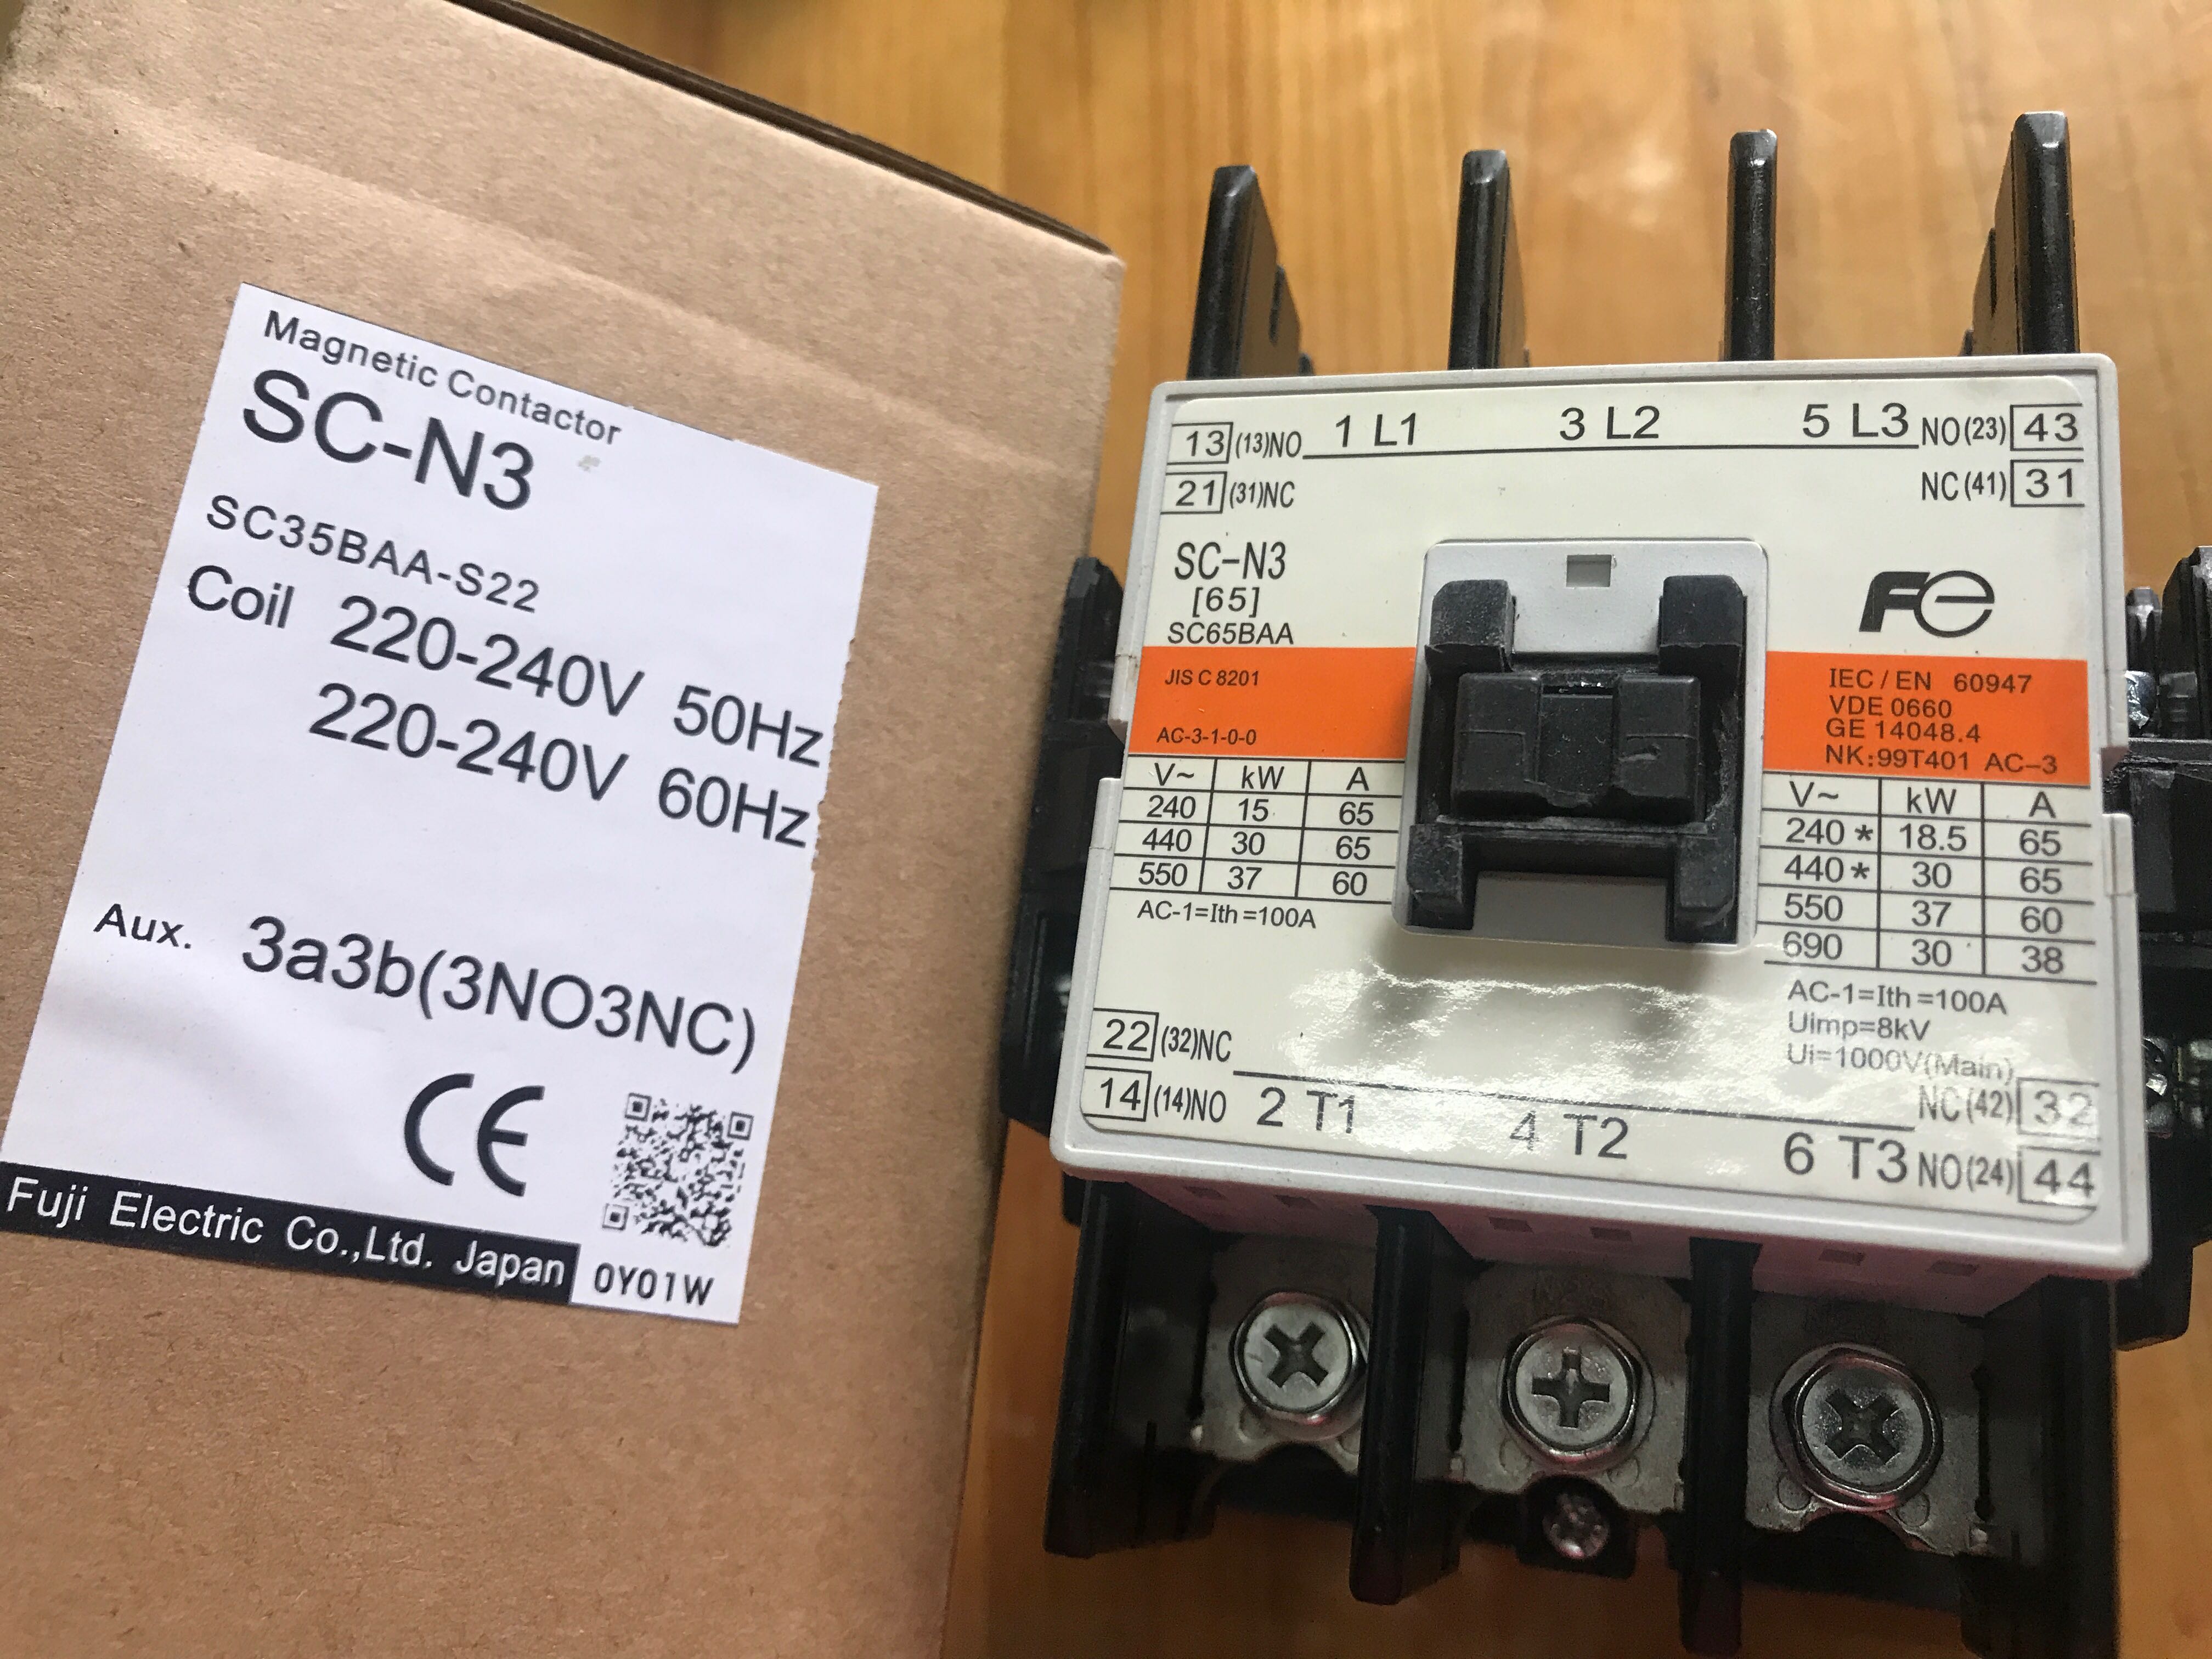 Magnetic Contactor
SC-N3
SC35BAA-S22
Coil 220-240V 50Hz
220-240V 60Hz
Aux. 3a3b(3NO3NC)
CE
Fuji Electric Co.,Ltd. Japan 0Y01W
13 (13)NO 1 L1 3 L2 5 L3 NO(23) 43
21 (31)NC NC(41) 31
SC-N3
[65]
SC65BAA
Fe
JIS C 8201
AC-3-1-0-0
V~ kW A
240 15 65
440 30 65
550 37 60
AC-1=Ith=100A
IEC / EN 60947
VDE 0660
GE 14048.4
NK:99T401 AC-3
V~ kW A
240* 18.5 65
440* 30 65
550 37 60
690 30 38
AC-1=Ith=100A
Uimp=8kV
Ui=1000V(Main)
22 (32)NC NC(42) 32
14 (14)NO 2 T1 4 T2 6 T3 NO(24) 44